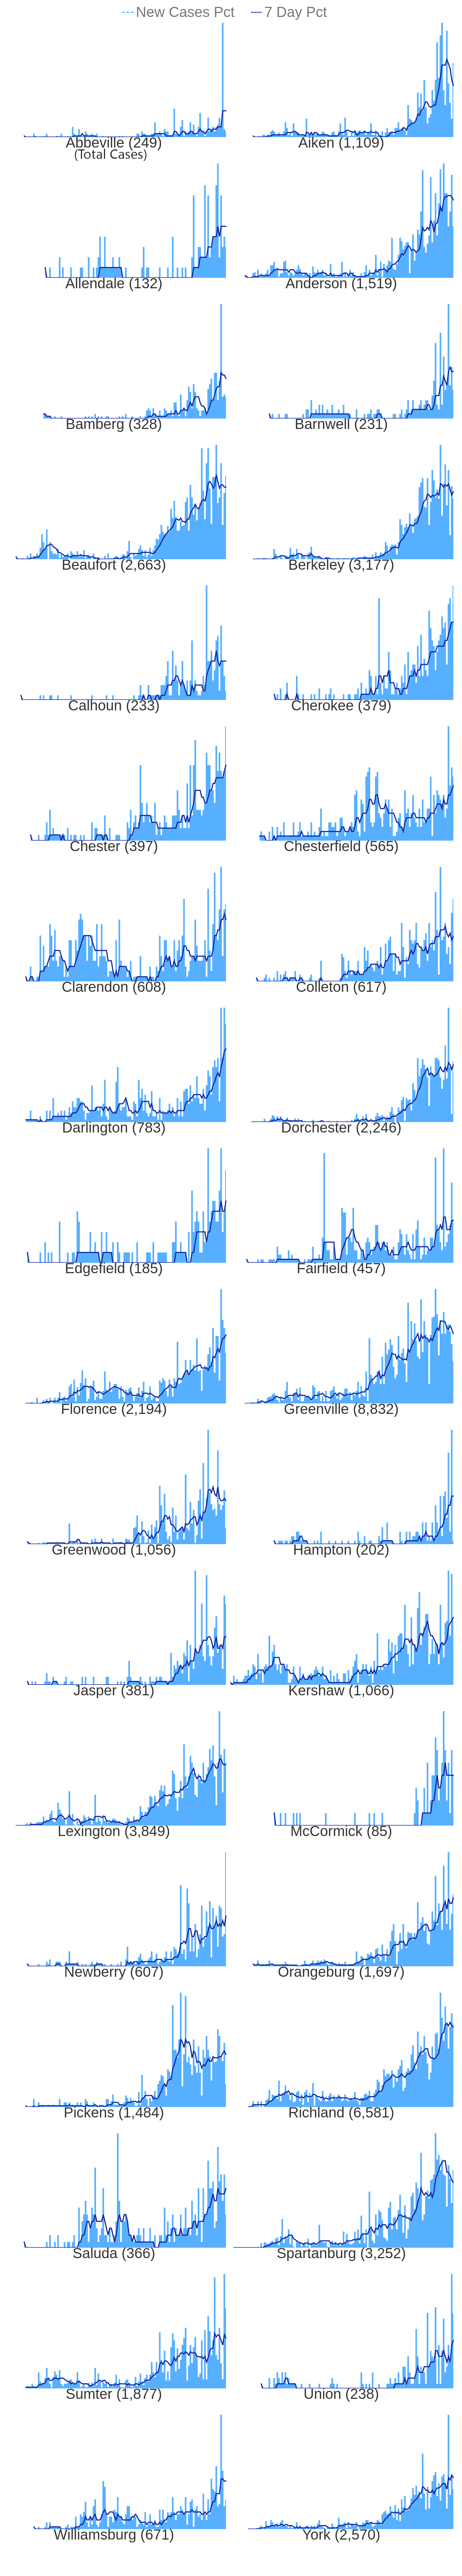 New Cases Pct 7 Day Pct
Abbeville (249) Aiken (1,109)
(Total Cases)
Allendale (132) Anderson (1,519)
Bamberg (328) Barnwell (231)
Beaufort (2,663) Berkeley (3,177)
Calhoun (233) Cherokee (379)
Chester (397) Chesterfield (565)
Clarendon (608) Colleton (617)
Darlington (783) Dorchester (2,246)
Edgefield (185) Fairfield (457)
Florence (2,194) Greenville (8,832)
Greenwood (1,056) Hampton (202)
Jasper (381) Kershaw (1,066)
Lexington (3,849) McCormick (85)
Newberry (607) Orangeburg (1,697)
Pickens (1,484) Richland (6,581)
Saluda (366) Spartanburg (3,252)
Sumter (1,877) Union (238)
Williamsburg (671) York (2,570)